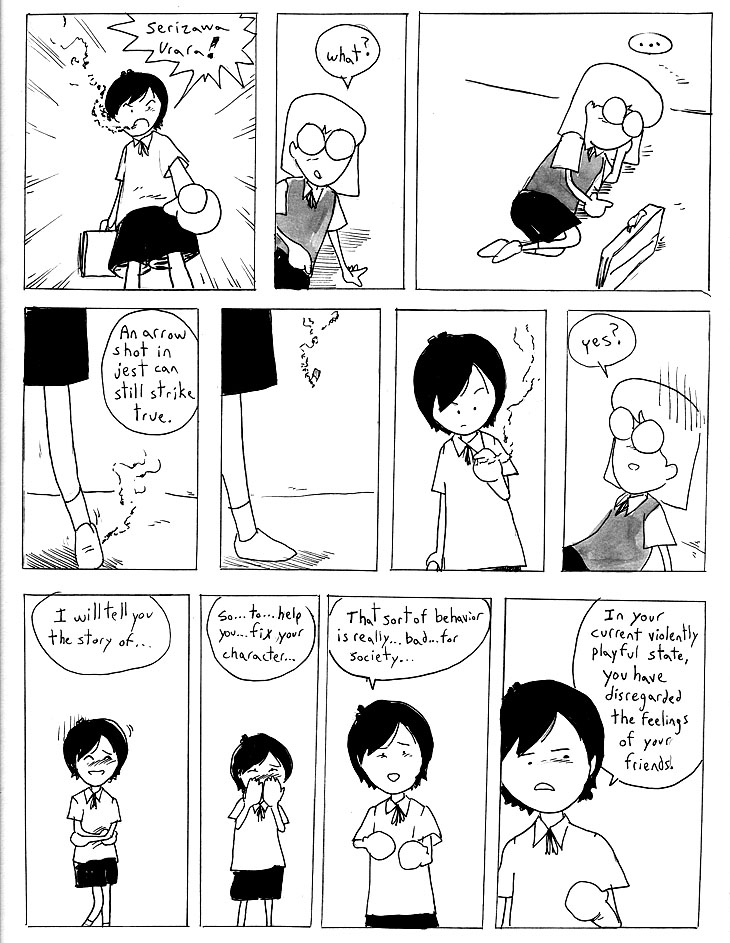 ...
what?
Serizawa
Urara!
yes?
An arrow
shot in
jest can
still strike
true.
In your
current violently
playful state,
you have
disregarded
the feelings
of your
friends!
That sort of behavior
is really...bad...for
society...
So...to...help
you...fix your
character...
I will tell you
the story of...